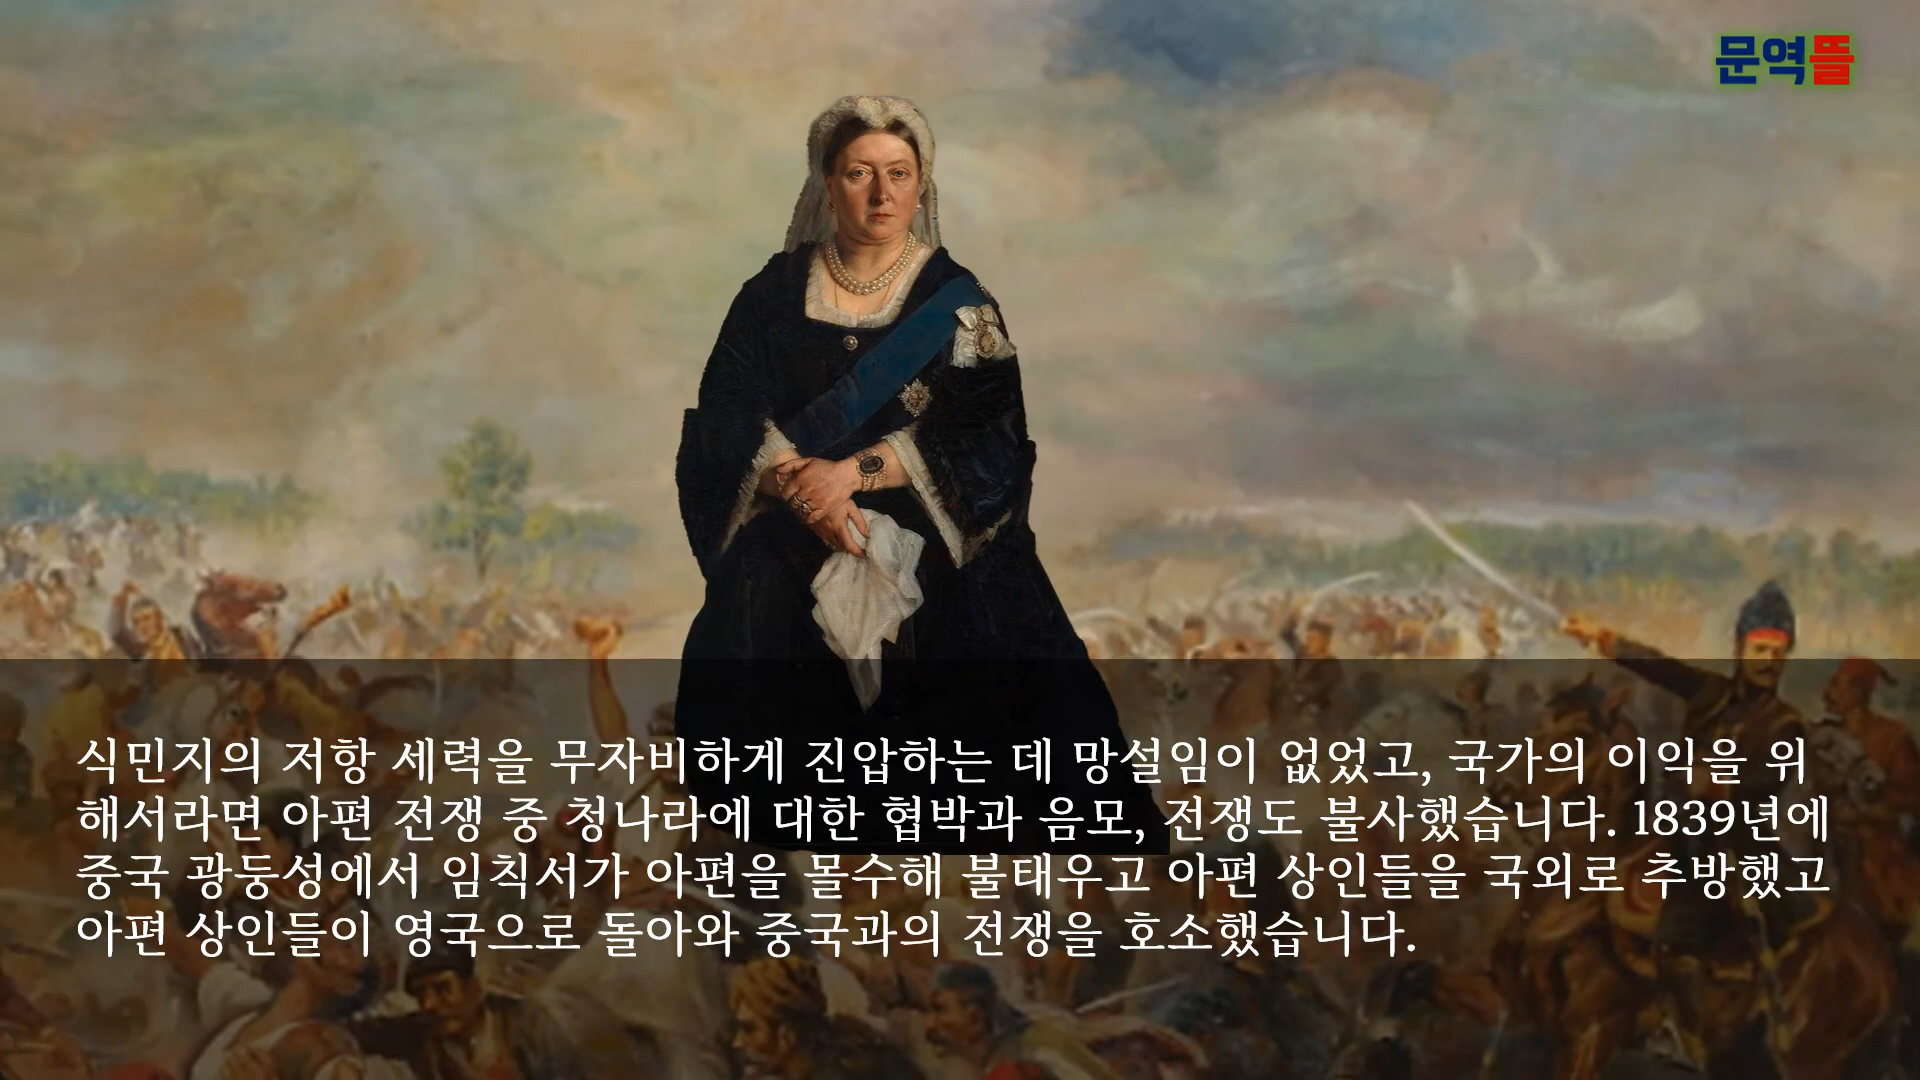 문역뜰
식민지의 저항 세력을 무자비하게 진압하는 데 망설임이 없었고, 국가의 이익을 위
해서라면 아편 전쟁 중 청나라에 대한 협박과 음모, 전쟁도 불사했습니다. 1839년에
중국 광둥성에서 임칙서가 아편을 몰수해 불태우고 아편 상인들을 국외로 추방했고
아편 상인들이 영국으로 돌아와 중국과의 전쟁을 호소했습니다.